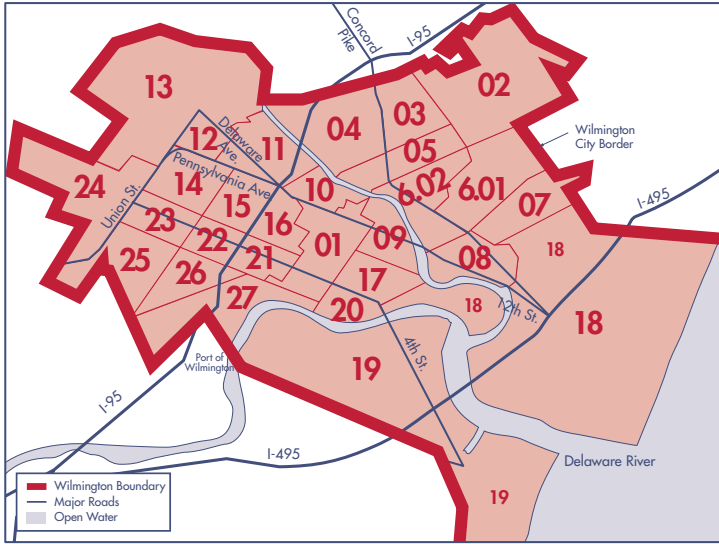 Concord
Pike
I-95
02
13
03
04
Wilmington
City Border
12
Delaware
Ave.
11
05
Pennsylvania Ave.
24
14
10
6.02
6.01
I-495
Union St.
15
07
23
16
01
09
18
22
25
21
08
26
17
27
20
18
12th St.
18
Port of
Wilmington
19
4th St.
I-95
I-495
Delaware River
19
Wilmington Boundary
Major Roads
Open Water